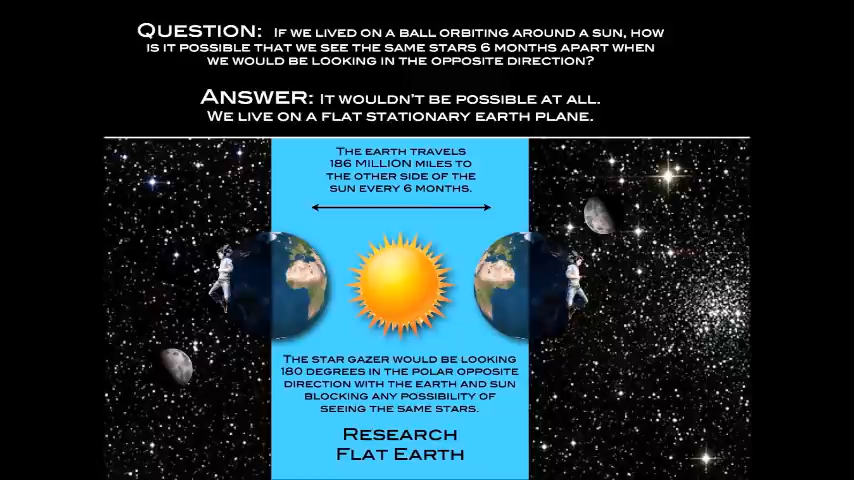 QUESTION: IF WE LIVED ON A BALL ORBITING AROUND A SUN, HOW
IS IT POSSIBLE THAT WE SEE THE SAME STARS 6 MONTHS APART WHEN
WE WOULD BE LOOKING IN THE OPPOSITE DIRECTION?
ANSWER: IT WOULDN'T BE POSSIBLE AT ALL.
WE LIVE ON A FLAT STATIONARY EARTH PLANE.
THE EARTH TRAVELS
186 MILLION MILES TO
THE OTHER SIDE OF THE
SUN EVERY 6 MONTHS.
THE STAR GAZER WOULD BE LOOKING
180 DEGREES IN THE POLAR OPPOSITE
DIRECTION WITH THE EARTH AND SUN
BLOCKING ANY POSSIBILITY OF
SEEING THE SAME STARS.
RESEARCH
FLAT EARTH